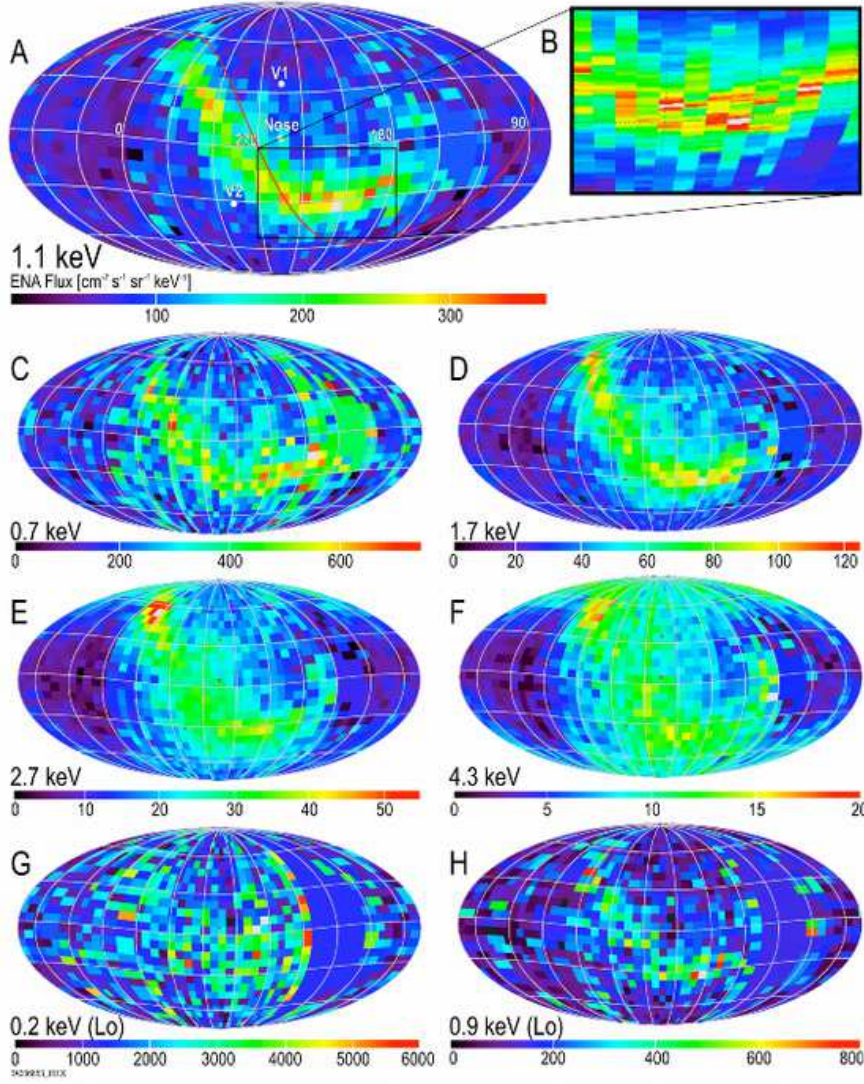 A
B
V1
0
Nose
180
90
V2
1.1 keV
ENA Flux [cm⁻² s⁻¹ sr⁻¹ keV⁻¹]
100 200 300
C
D
0.7 keV
1.7 keV
0 200 400 600
0 20 40 60 80 100 120
E
F
2.7 keV
4.3 keV
0 10 20 30 40 50
0 5 10 15 20
G
H
0.2 keV (Lo)
0.9 keV (Lo)
0 1000 2000 3000 4000 5000 6000
0 200 400 600 800